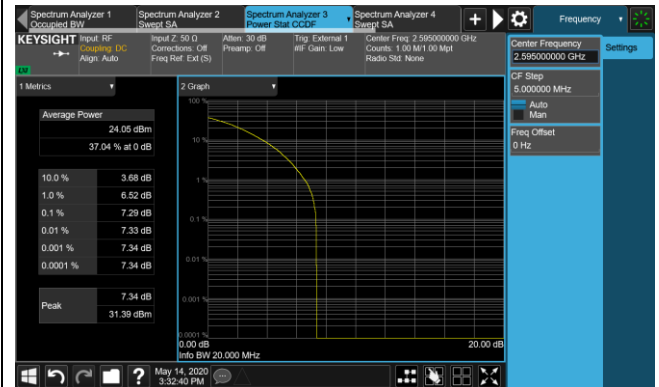 Spectrum Analyzer 1
Occupied BW
Spectrum Analyzer 2
Swept SA
Spectrum Analyzer 3
Power Stat CCDF
Spectrum Analyzer 4
Swept SA
Frequency
KEYSIGHT
Input: RF
Coupling: DC
Align: Auto
Input Z: 50 Ω
Corrections: Off
Freq Ref: Ext (S)
Atten: 30 dB
Preamp: Off
Trig: External 1
#IF Gain: Low
Center Freq: 2.595000000 GHz
Counts: 1.00 M/1.00 Mpt
Radio Std: None
Center Frequency
2.595000000 GHz
Settings
CF Step
5.000000 MHz
Auto
Man
Freq Offset
0 Hz
1 Metrics
2 Graph
Average Power
24.05 dBm
37.04 % at 0 dB
10.0 % 3.68 dB
1.0 % 6.52 dB
0.1 % 7.29 dB
0.01 % 7.33 dB
0.001 % 7.34 dB
0.0001 % 7.34 dB
Peak
7.34 dB
31.39 dBm
100 %
10 %
1 %
0.1 %
0.01 %
0.001 %
0.0001 %
0.00 dB
20.00 dB
Info BW 20.000 MHz
?
May 14, 2020
3:32:40 PM